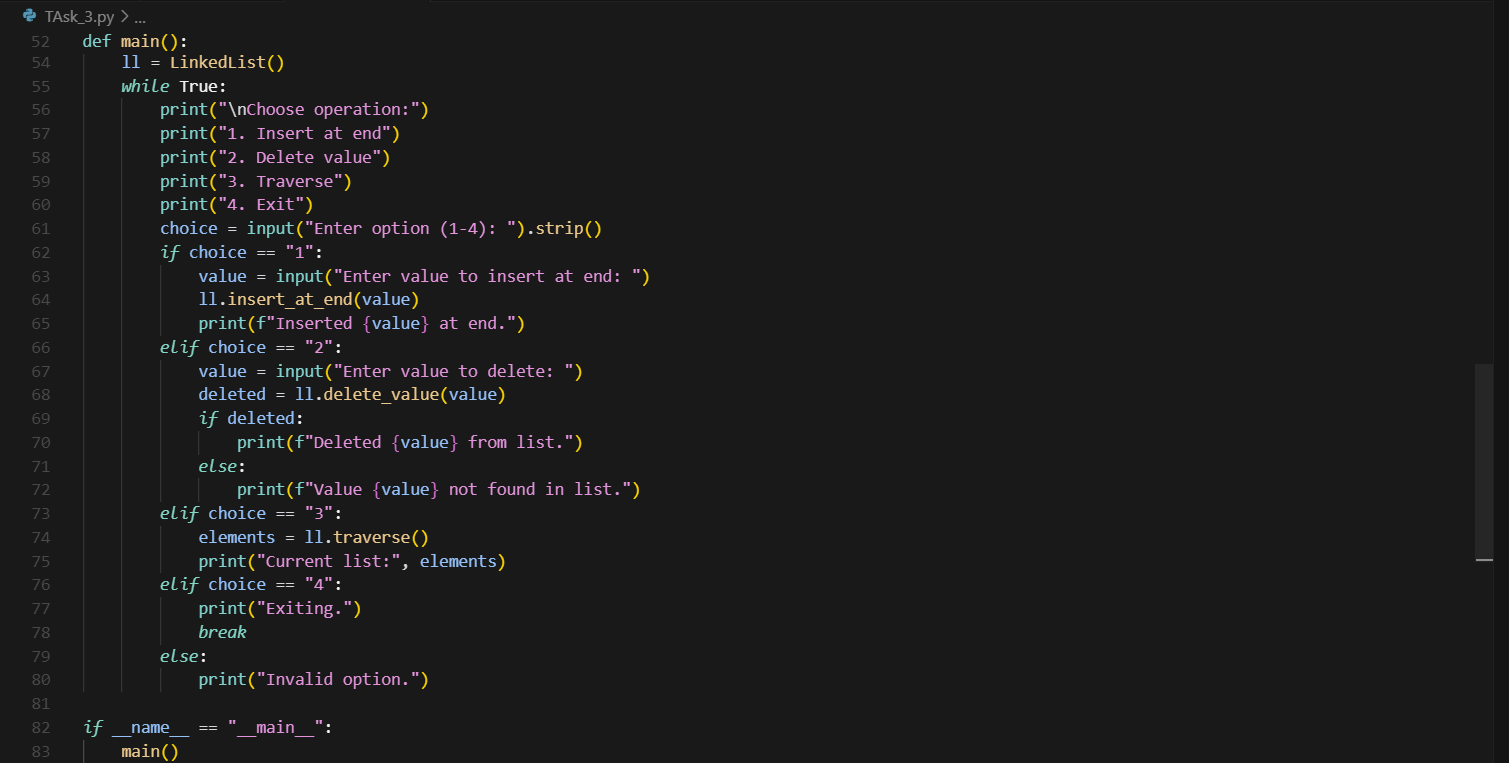 TAsk_3.py > ...
52 def main():
54     ll = LinkedList()
55     while True:
56         print("\nChoose operation:")
57         print("1. Insert at end")
58         print("2. Delete value")
59         print("3. Traverse")
60         print("4. Exit")
61         choice = input("Enter option (1-4): ").strip()
62         if choice == "1":
63             value = input("Enter value to insert at end: ")
64             ll.insert_at_end(value)
65             print(f"Inserted {value} at end.")
66         elif choice == "2":
67             value = input("Enter value to delete: ")
68             deleted = ll.delete_value(value)
69             if deleted:
70                 print(f"Deleted {value} from list.")
71             else:
72                 print(f"Value {value} not found in list.")
73         elif choice == "3":
74             elements = ll.traverse()
75             print("Current list:", elements)
76         elif choice == "4":
77             print("Exiting.")
78             break
79         else:
80             print("Invalid option.")
81
82 if __name__ == "__main__":
83     main()